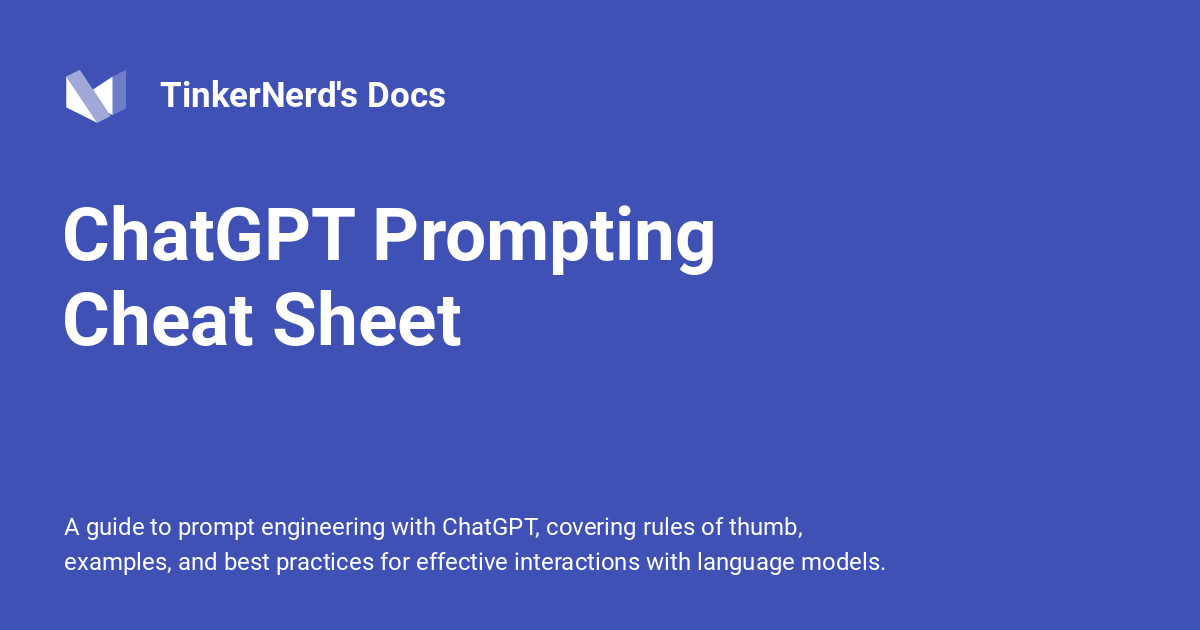 TinkerNerd's Docs
ChatGPT Prompting
Cheat Sheet
A guide to prompt engineering with ChatGPT, covering rules of thumb,
examples, and best practices for effective interactions with language models.